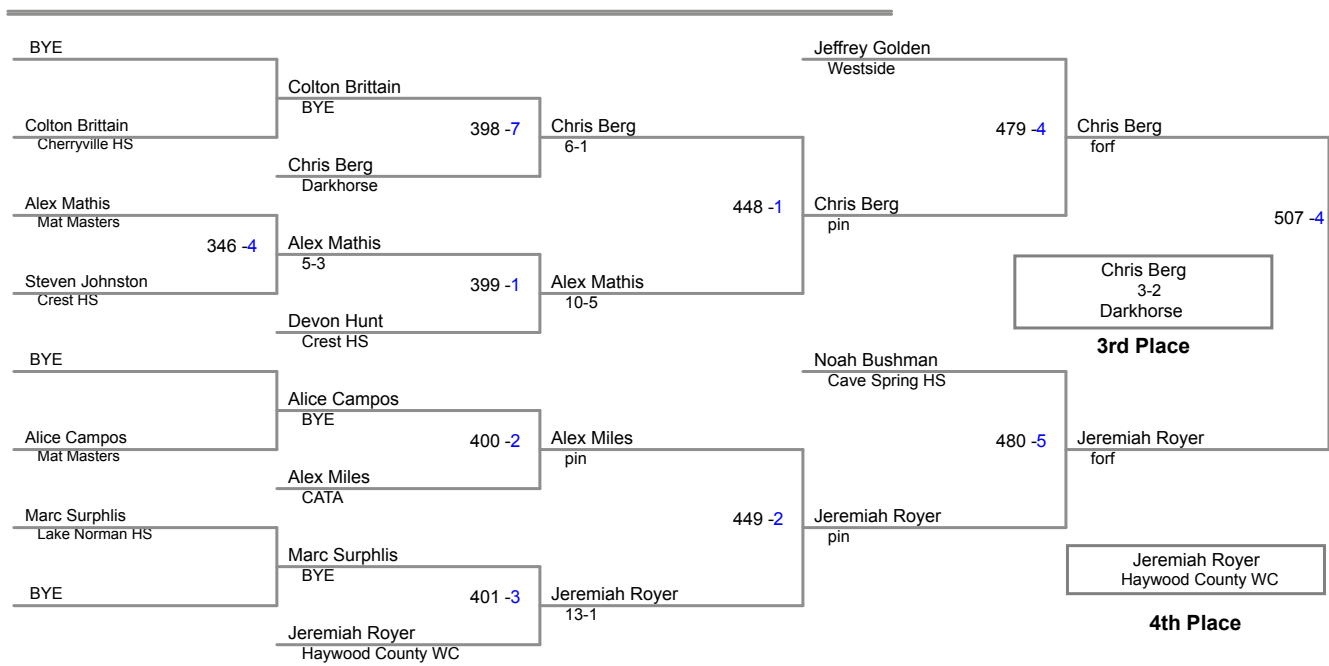 BYE
Jeffrey Golden
Westside
Colton Brittain
BYE
Colton Brittain
Cherryville HS
398 -7
Chris Berg
6-1
479 -4
Chris Berg
forf
Chris Berg
Darkhorse
Alex Mathis
Mat Masters
448 -1
Chris Berg
pin
507 -4
346 -4
Alex Mathis
5-3
Steven Johnston
Crest HS
399 -1
Alex Mathis
10-5
Chris Berg
3-2
Darkhorse
3rd Place
Devon Hunt
Crest HS
BYE
Noah Bushman
Cave Spring HS
Alice Campos
BYE
Alice Campos
Mat Masters
400 -2
Alex Miles
pin
480 -5
Jeremiah Royer
forf
Alex Miles
CATA
Marc Surphlis
Lake Norman HS
449 -2
Jeremiah Royer
pin
Marc Surphlis
BYE
Jeremiah Royer
Haywood County WC
4th Place
BYE
401 -3
Jeremiah Royer
13-1
Jeremiah Royer
Haywood County WC